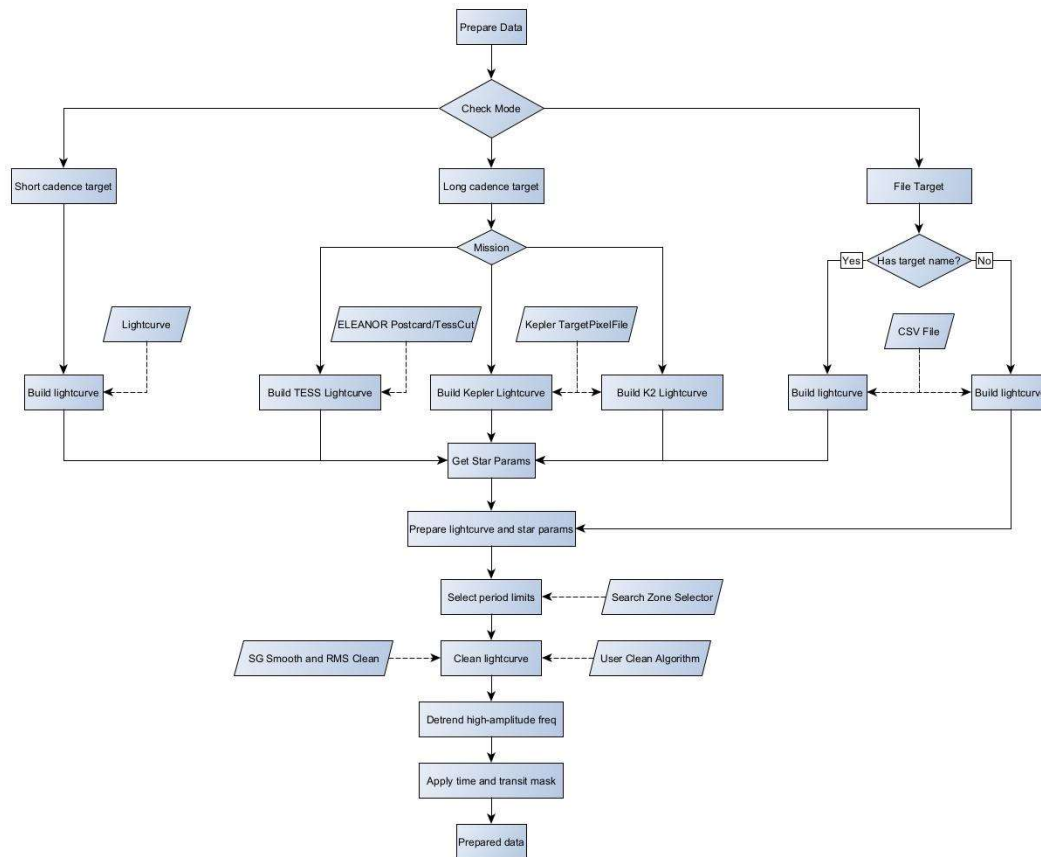 Prepare Data
Check Mode
Short cadence target
Long cadence target
File Target
Mission
Yes
Has target name?
No
Lightcurve
ELEANOR Postcard/TessCut
Kepler TargetPixelFile
CSV File
Build lightcurve
Build TESS Lightcurve
Build Kepler Lightcurve
Build K2 Lightcurve
Build lightcurve
Build lightcurve
Get Star Params
Prepare lightcurve and star params
Select period limits
Search Zone Selector
SG Smooth and RMS Clean
Clean lightcurve
User Clean Algorithm
Detrend high-amplitude freq
Apply time and transit mask
Prepared data